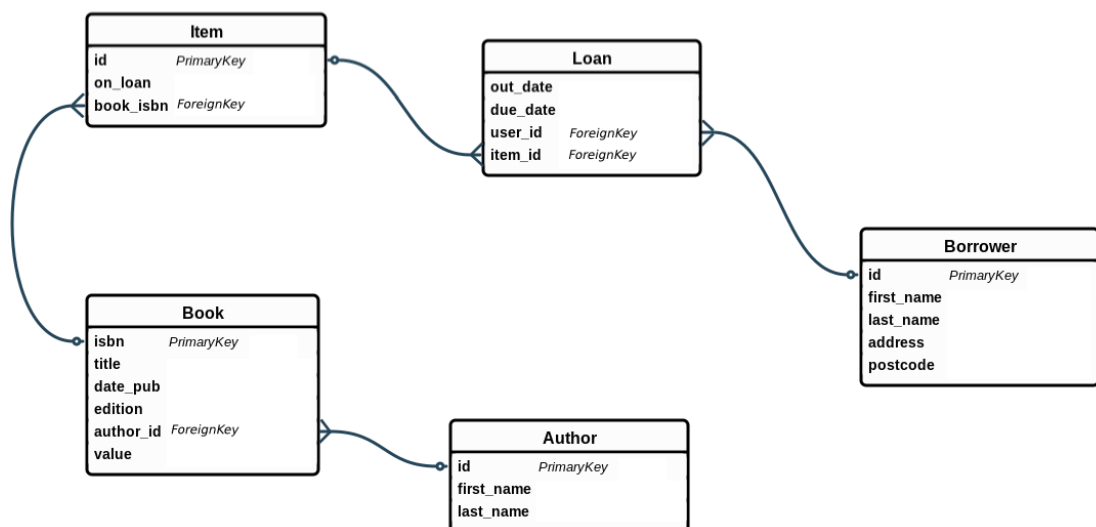 Item
id PrimaryKey
on_loan
book_isbn ForeignKey
Loan
out_date
due_date
user_id ForeignKey
item_id ForeignKey
Borrower
id PrimaryKey
first_name
last_name
address
postcode
Book
isbn PrimaryKey
title
date_pub
edition
author_id ForeignKey
value
Author
id PrimaryKey
first_name
last_name